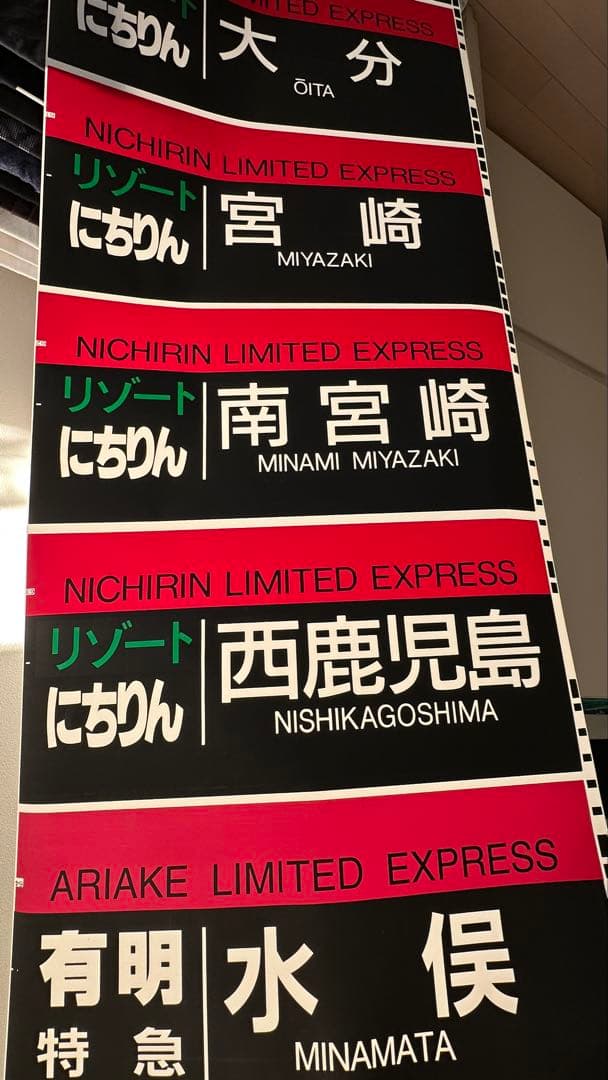 LIMITED EXPRESS
にちりん
大分
ŌITA
NICHIRIN LIMITED EXPRESS
リゾート
にちりん
宮崎
MIYAZAKI
NICHIRIN LIMITED EXPRESS
リゾート
にちりん
南宮崎
MINAMI MIYAZAKI
NICHIRIN LIMITED EXPRESS
リゾート
にちりん
西鹿児島
NISHIKAGOSHIMA
ARIAKE LIMITED EXPRESS
有明
特急
水俣
MINAMATA